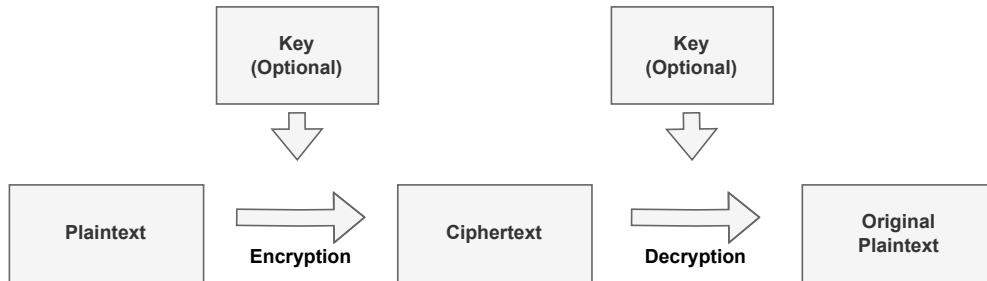 Key
(Optional)
Key
(Optional)
Plaintext
Encryption
Ciphertext
Decryption
Original
Plaintext